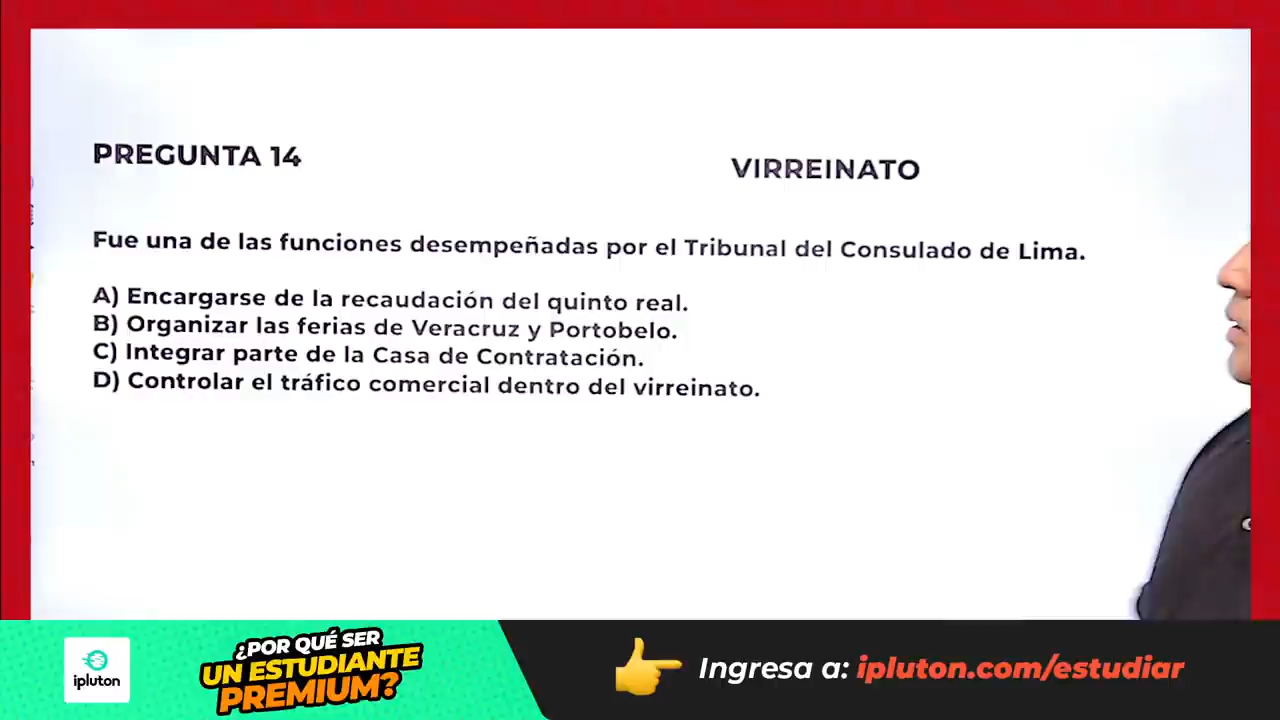 PREGUNTA 14
VIRREINATO
Fue una de las funciones desempeñadas por el Tribunal del Consulado de Lima.
A) Encargarse de la recaudación del quinto real.
B) Organizar las ferias de Veracruz y Portobelo.
C) Integrar parte de la Casa de Contratación.
D) Controlar el tráfico comercial dentro del virreinato.
ipluton
¿POR QUÉ SER
UN ESTUDIANTE
PREMIUM?
Ingresa a: ipluton.com/estudiar